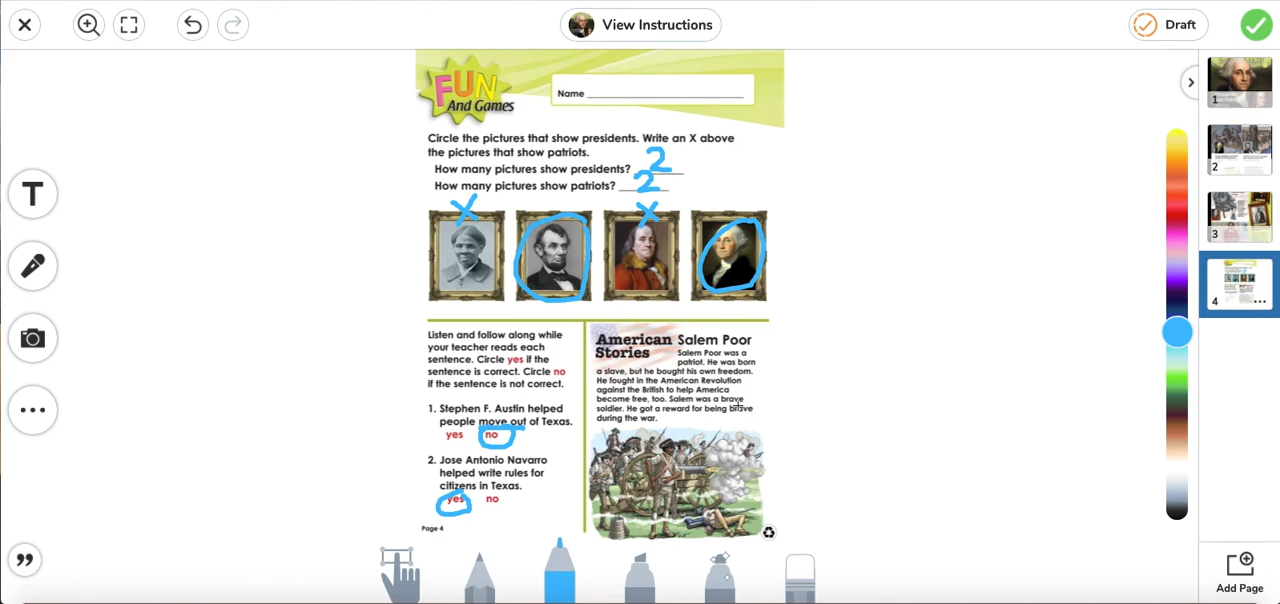 View Instructions
Draft
FUN
And Games
Name
Circle the pictures that show presidents. Write an X above
the pictures that show patriots.
How many pictures show presidents? 2
How many pictures show patriots? 2
X X
Listen and follow along while
your teacher reads each
sentence. Circle yes if the
sentence is correct. Circle no
if the sentence is not correct.
1. Stephen F. Austin helped
people move out of Texas.
yes no
2. Jose Antonio Navarro
helped write rules for
citizens in Texas.
yes no
Page 4
American
Stories
Salem Poor
Salem Poor was a
patriot. He was born
a slave, but he bought his own freedom.
He fought in the American Revolution
against the British to help America
become free, too. Salem was a brave
soldier. He got a reward for being brave
during the war.
T
1
2
3
4
Add Page